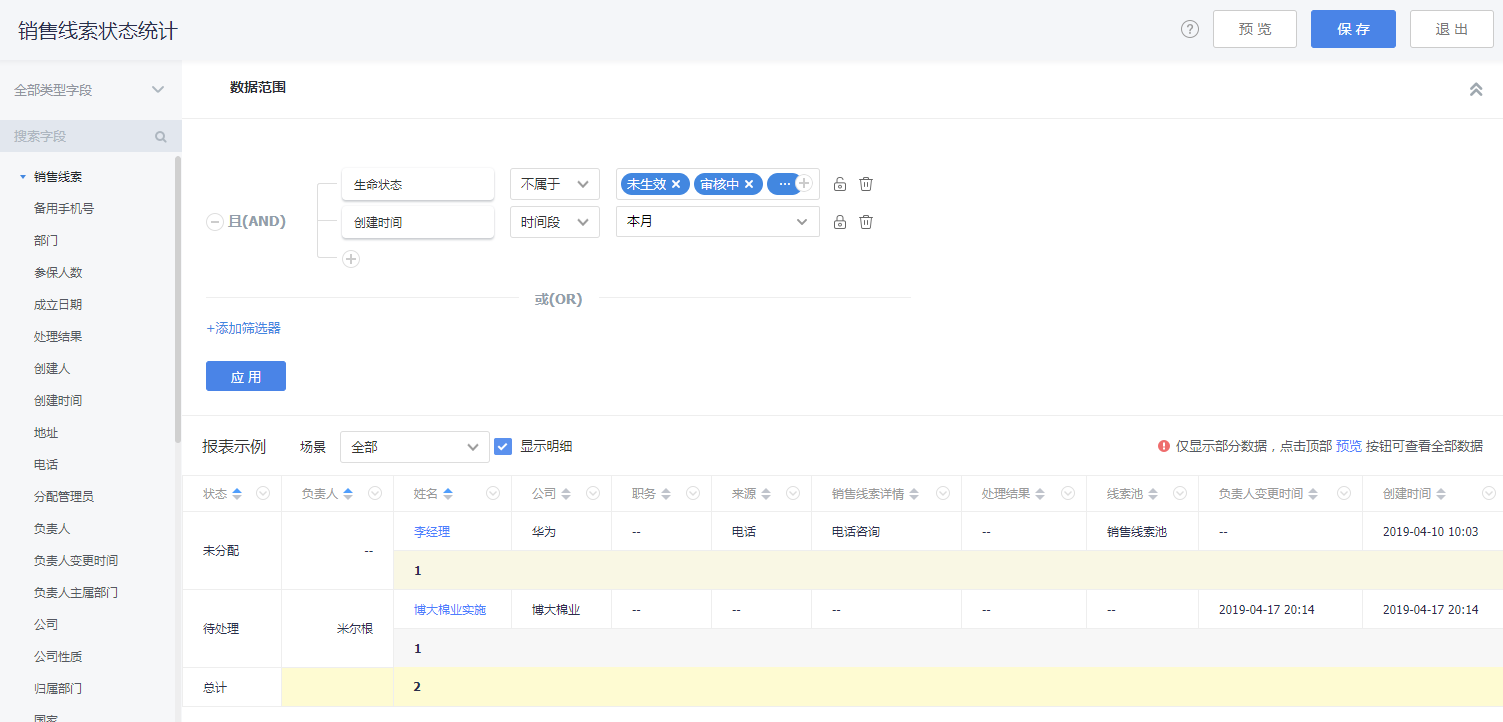 销售线索状态统计
? 预览 保存 退出
全部类型字段
搜索字段
销售线索
备用手机号
部门
参保人数
成立日期
处理结果
创建人
创建时间
地址
电话
分配管理员
负责人
负责人变更时间
负责人主属部门
公司
公司性质
归属部门
国家
数据范围
且(AND)
生命状态 不属于 未生效 × 审核中 × ···
创建时间 时间段 本月
或(OR)
+添加筛选器
应用
报表示例 场景 全部 显示明细 仅显示部分数据，点击顶部 预览 按钮可查看全部数据
状态 负责人 姓名 公司 职务 来源 销售线索详情 处理结果 线索池 负责人变更时间 创建时间
未分配 -- 李经理 华为 -- 电话 电话咨询 -- 销售线索池 -- 2019-04-10 10:03
1
待处理 米尔根 博大棉业实施 博大棉业 -- -- -- -- -- 2019-04-17 20:14 2019-04-17 20:14
1
总计 2